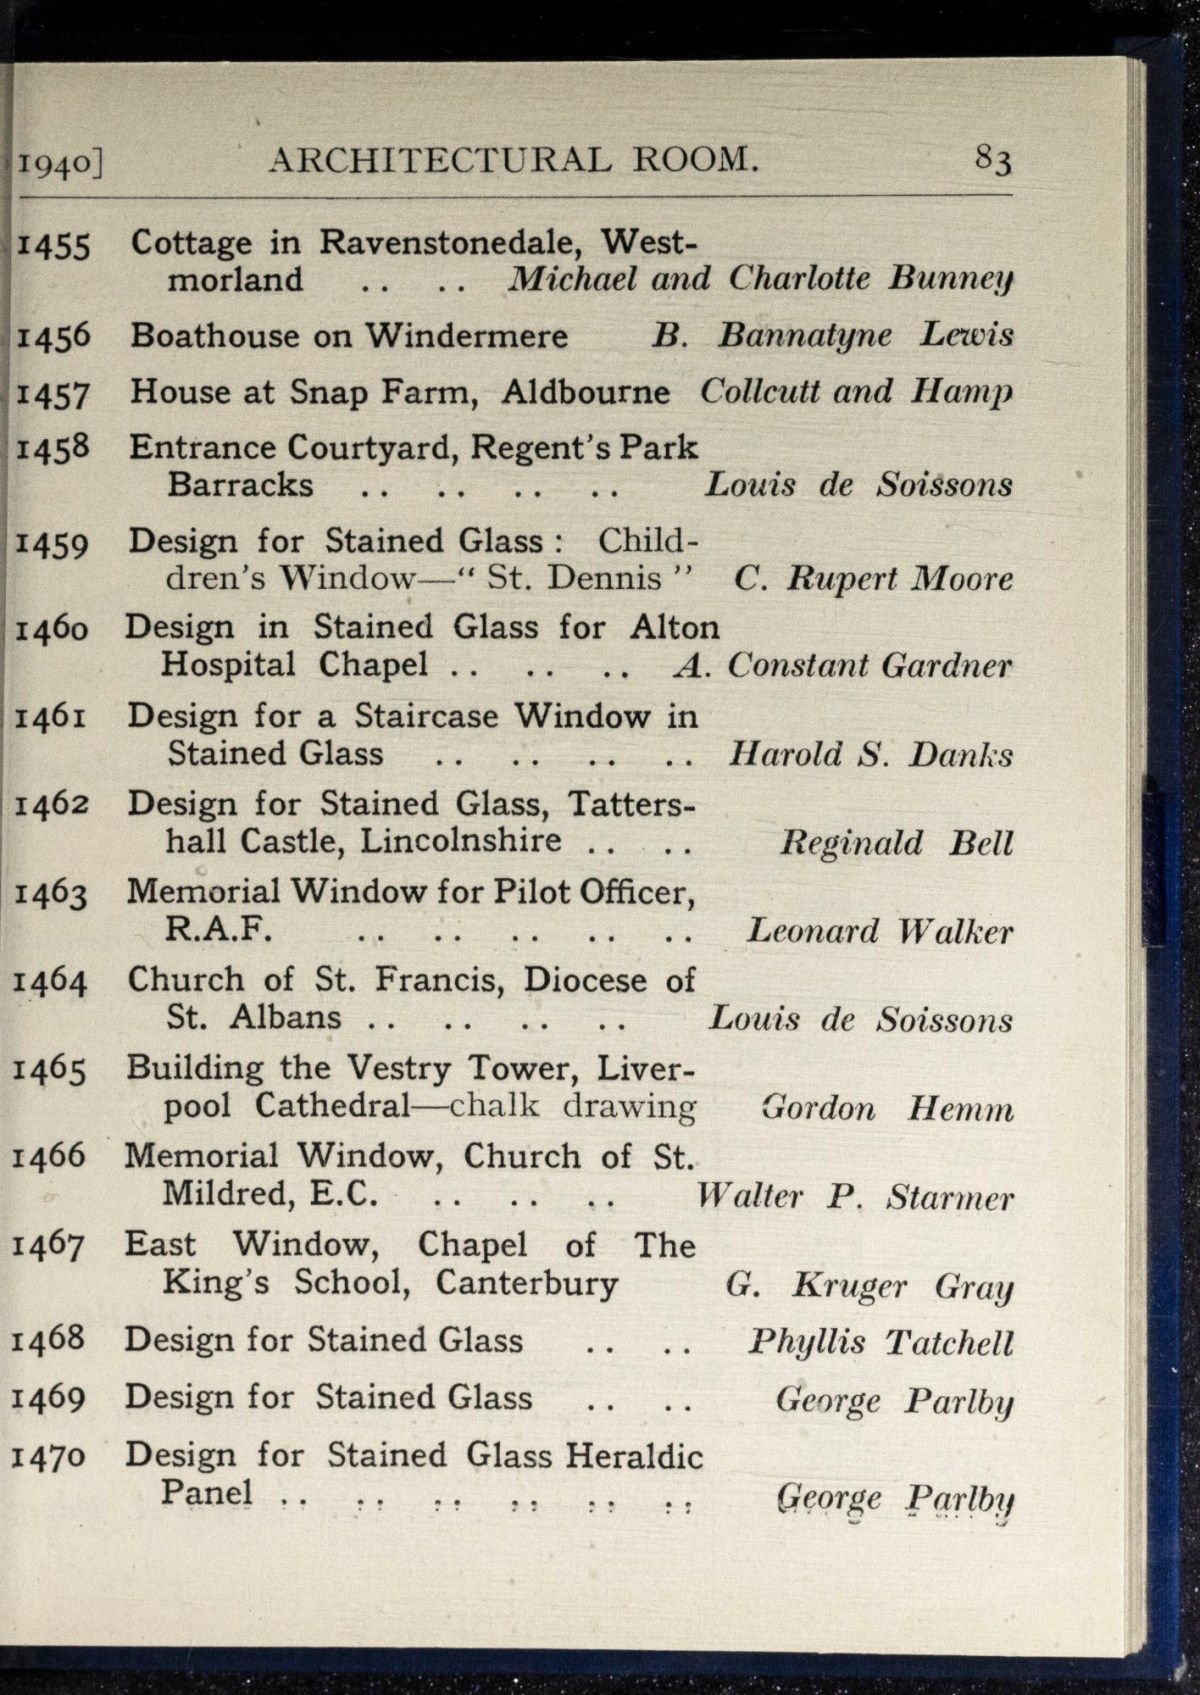 1940] ARCHITECTURAL ROOM. 83
1455 Cottage in Ravenstonedale, West-
morland .. .. Michael and Charlotte Bunney
1456 Boathouse on Windermere B. Bannatyne Lewis
1457 House at Snap Farm, Aldbourne Collcutt and Hamp
1458 Entrance Courtyard, Regent's Park
Barracks .. .. .. .. Louis de Soissons
1459 Design for Stained Glass : Child-
dren's Window—“ St. Dennis ” C. Rupert Moore
1460 Design in Stained Glass for Alton
Hospital Chapel .. .. .. A. Constant Gardner
1461 Design for a Staircase Window in
Stained Glass .. .. .. .. Harold S. Danks
1462 Design for Stained Glass, Tatters-
hall Castle, Lincolnshire .. .. Reginald Bell
1463 Memorial Window for Pilot Officer,
R.A.F. .. .. .. .. .. Leonard Walker
1464 Church of St. Francis, Diocese of
St. Albans .. .. .. .. Louis de Soissons
1465 Building the Vestry Tower, Liver-
pool Cathedral—chalk drawing Gordon Hemm
1466 Memorial Window, Church of St.
Mildred, E.C. .. .. .. Walter P. Starmer
1467 East Window, Chapel of The
King's School, Canterbury G. Kruger Gray
1468 Design for Stained Glass .. .. Phyllis Tatchell
1469 Design for Stained Glass .. .. George Parlby
1470 Design for Stained Glass Heraldic
Panel .. .. .. .. .. .. George Parlby